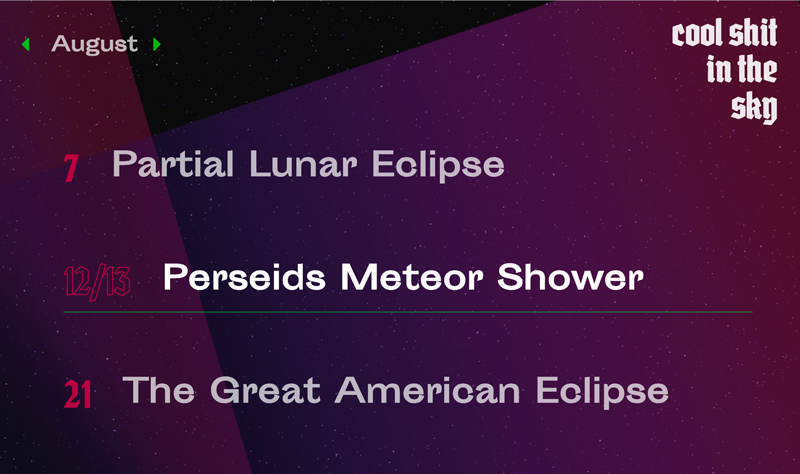 August
cool shit
in the
sky
7 Partial Lunar Eclipse
12/13 Perseids Meteor Shower
21 The Great American Eclipse